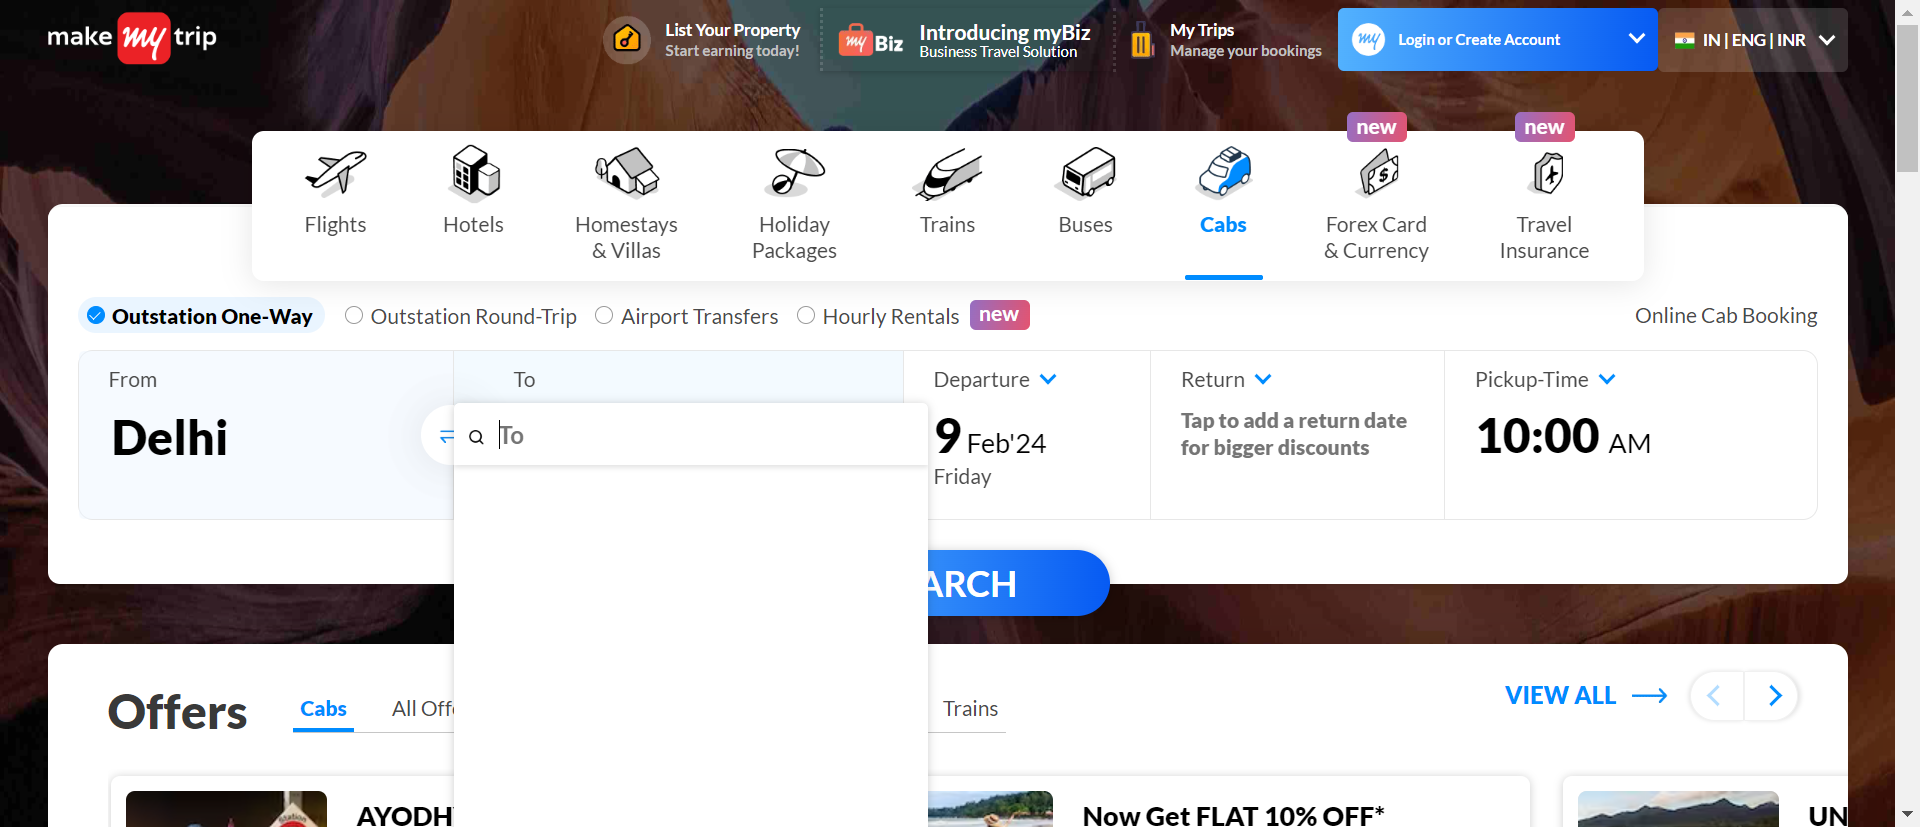 make my trip
List Your Property
Start earning today!
my Biz
Introducing myBiz
Business Travel Solution
My Trips
Manage your bookings
my
Login or Create Account
IN | ENG | INR
new
new
Flights
Hotels
Homestays
& Villas
Holiday
Packages
Trains
Buses
Cabs
Forex Card
& Currency
Travel
Insurance
Outstation One-Way
Outstation Round-Trip
Airport Transfers
Hourly Rentals
new
Online Cab Booking
From
Delhi
To
To
Departure
9 Feb'24
Friday
Return
Tap to add a return date
for bigger discounts
Pickup-Time
10:00 AM
ARCH
Offers
Cabs
All Off
Trains
VIEW ALL
AYODH
Station
Now Get FLAT 10% OFF*
UN